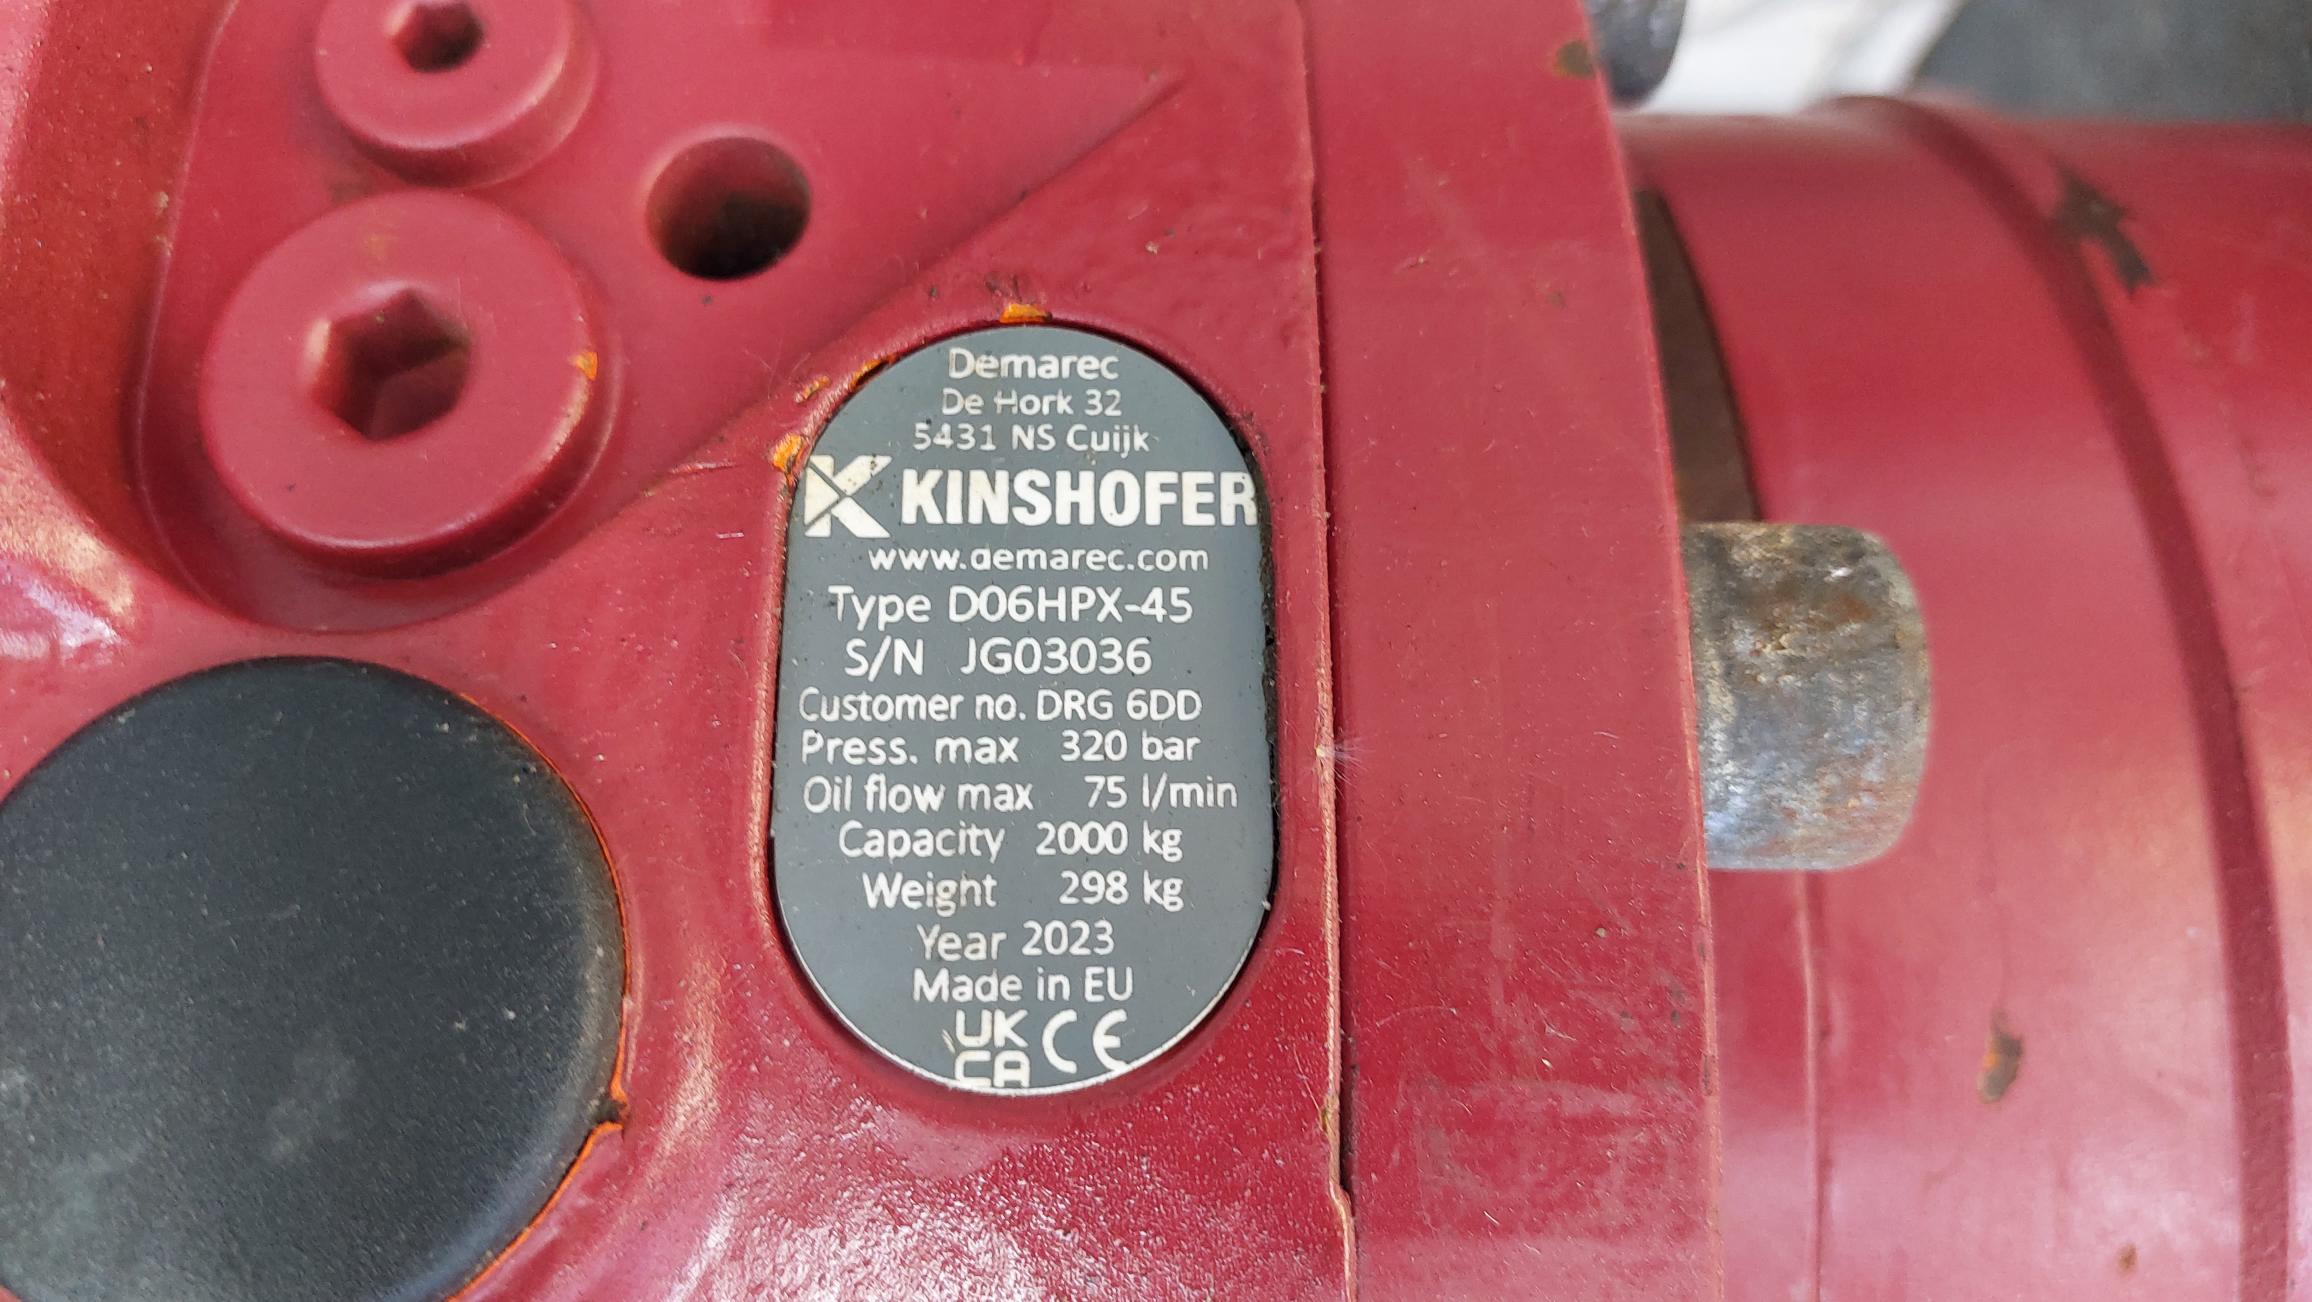 Demarec
De Hork 32
5431 NS Cuijk
K KINSHOFER
www.demarec.com
Type D06HPX-45
S/N JG03036
Customer no. DRG 6DD
Press. max 320 bar
Oil flow max 75 l/min
Capacity 2000 kg
Weight 298 kg
Year 2023
Made in EU
UK CE
CA